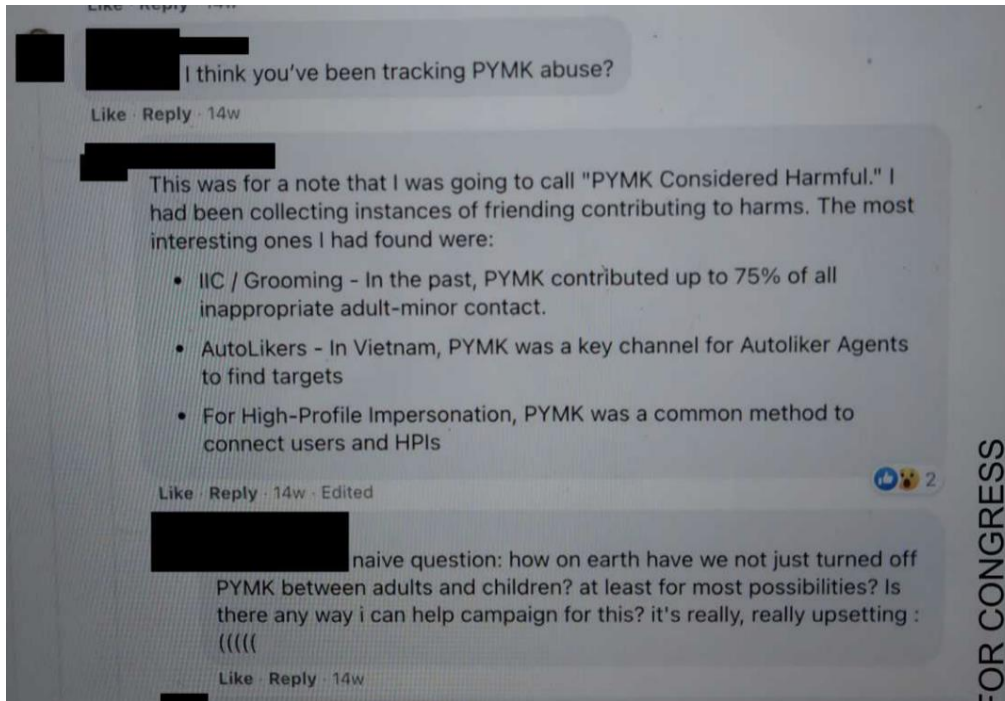 Like Reply 14w
I think you've been tracking PYMK abuse?
Like · Reply · 14w
This was for a note that I was going to call "PYMK Considered Harmful." I
had been collecting instances of friending contributing to harms. The most
interesting ones I had found were:
• IIC / Grooming - In the past, PYMK contributed up to 75% of all
inappropriate adult-minor contact.
• AutoLikers - In Vietnam, PYMK was a key channel for Autoliker Agents
to find targets
• For High-Profile Impersonation, PYMK was a common method to
connect users and HPIs
2
Like · Reply · 14w · Edited
naive question: how on earth have we not just turned off
PYMK between adults and children? at least for most possibilities? Is
there any way i can help campaign for this? it's really, really upsetting :
(((((
Like · Reply · 14w
FOR CONGRESS